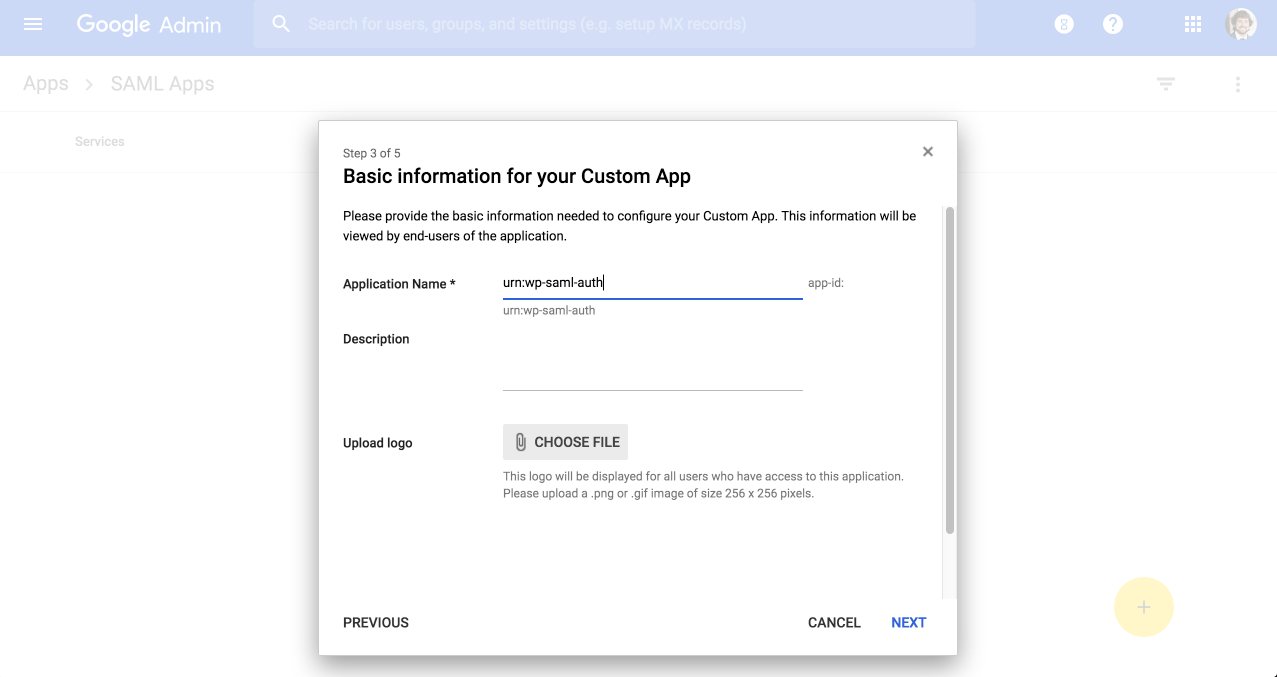 Google Admin
Search for users, groups, and settings (e.g. setup MX records)
8
?
Apps > SAML Apps
Services
Step 3 of 5
Basic information for your Custom App
Please provide the basic information needed to configure your Custom App. This information will be
viewed by end-users of the application.
Application Name *
urn:wp-saml-auth
app-id:
urn:wp-saml-auth
Description
Upload logo
CHOOSE FILE
This logo will be displayed for all users who have access to this application.
Please upload a .png or .gif image of size 256 x 256 pixels.
PREVIOUS
CANCEL
NEXT